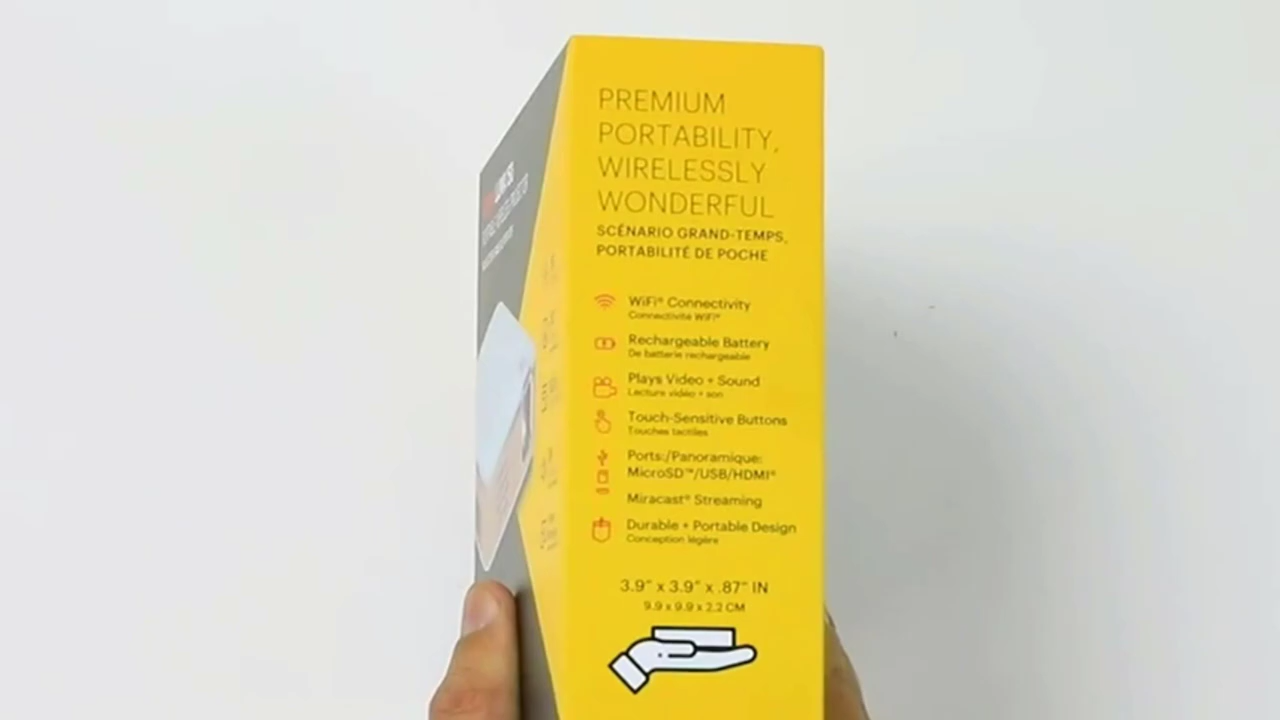 PREMIUM
PORTABILITY,
WIRELESSLY
WONDERFUL
SCÉNARIO GRAND-TEMPS,
PORTABILITÉ DE POCHE
WiFi® Connectivity
Connectivité WiFi®
Rechargeable Battery
De batterie rechargeable
Plays Video + Sound
Lecture vidéo + son
Touch-Sensitive Buttons
Touches tactiles
Ports:/Panoramique:
MicroSD™/USB/HDMI®
Miracast® Streaming
Durable + Portable Design
Conception légère
3.9" x 3.9" x .87" IN
9.9 x 9.9 x 2.2 CM